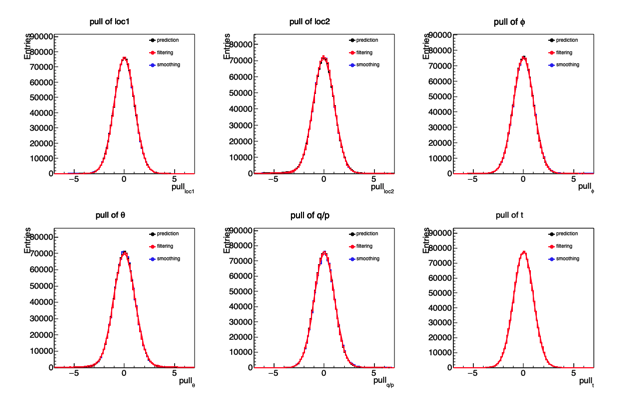 pull of loc1
Entries
90000
80000
70000
60000
50000
40000
30000
20000
10000
0
−5 0 5
pull loc1
prediction
filtering
smoothing
pull of loc2
Entries
80000
70000
60000
50000
40000
30000
20000
10000
0
−5 0 5
pull loc2
prediction
filtering
smoothing
pull of ϕ
Entries
90000
80000
70000
60000
50000
40000
30000
20000
10000
0
−5 0 5
pull ϕ
prediction
filtering
smoothing
pull of θ
Entries
80000
70000
60000
50000
40000
30000
20000
10000
0
−5 0 5
pull θ
prediction
filtering
smoothing
pull of q/p
Entries
90000
80000
70000
60000
50000
40000
30000
20000
10000
0
−5 0 5
pull q/p
prediction
filtering
smoothing
pull of t
Entries
90000
80000
70000
60000
50000
40000
30000
20000
10000
0
−5 0 5
pull t
prediction
filtering
smoothing